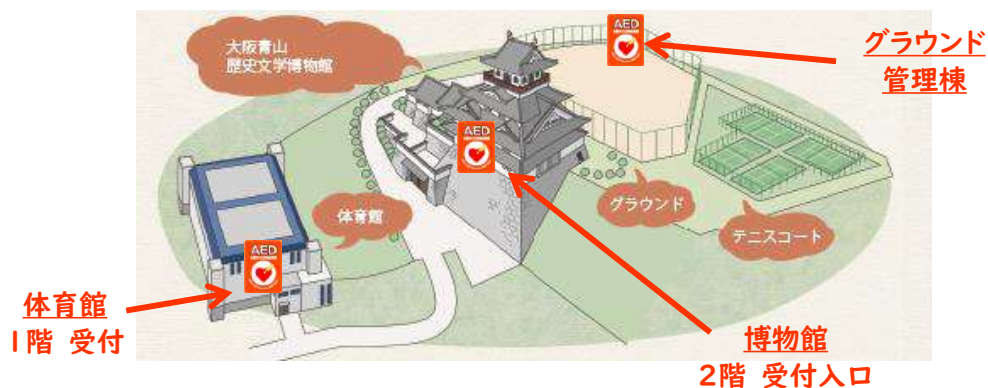 大阪青山
歴史文学博物館
AED
グラウンド
管理棟
AED
体育館
グラウンド
テニスコート
AED
体育館
1階 受付
博物館
2階 受付入口